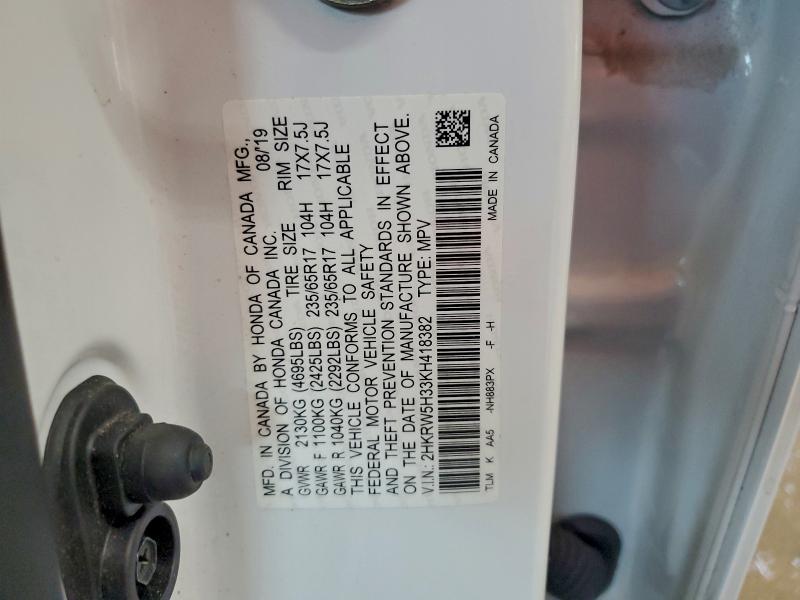 MFD. IN CANADA BY HONDA OF CANADA MFG.,
A DIVISION OF HONDA CANADA INC. 08/'19
GVWR 2130KG (4695LBS) TIRE SIZE RIM SIZE
GAWR F 1100KG (2425LBS) 235/65R17 104H 17X7.5J
GAWR R 1040KG (2292LBS) 235/65R17 104H 17X7.5J
THIS VEHICLE CONFORMS TO ALL APPLICABLE
FEDERAL MOTOR VEHICLE SAFETY
AND THEFT PREVENTION STANDARDS IN EFFECT
ON THE DATE OF MANUFACTURE SHOWN ABOVE.
V.I.N.: 2HKRW5H33KH418382 TYPE: MPV
TLM K AA5 -NH883PX -F -H MADE IN CANADA